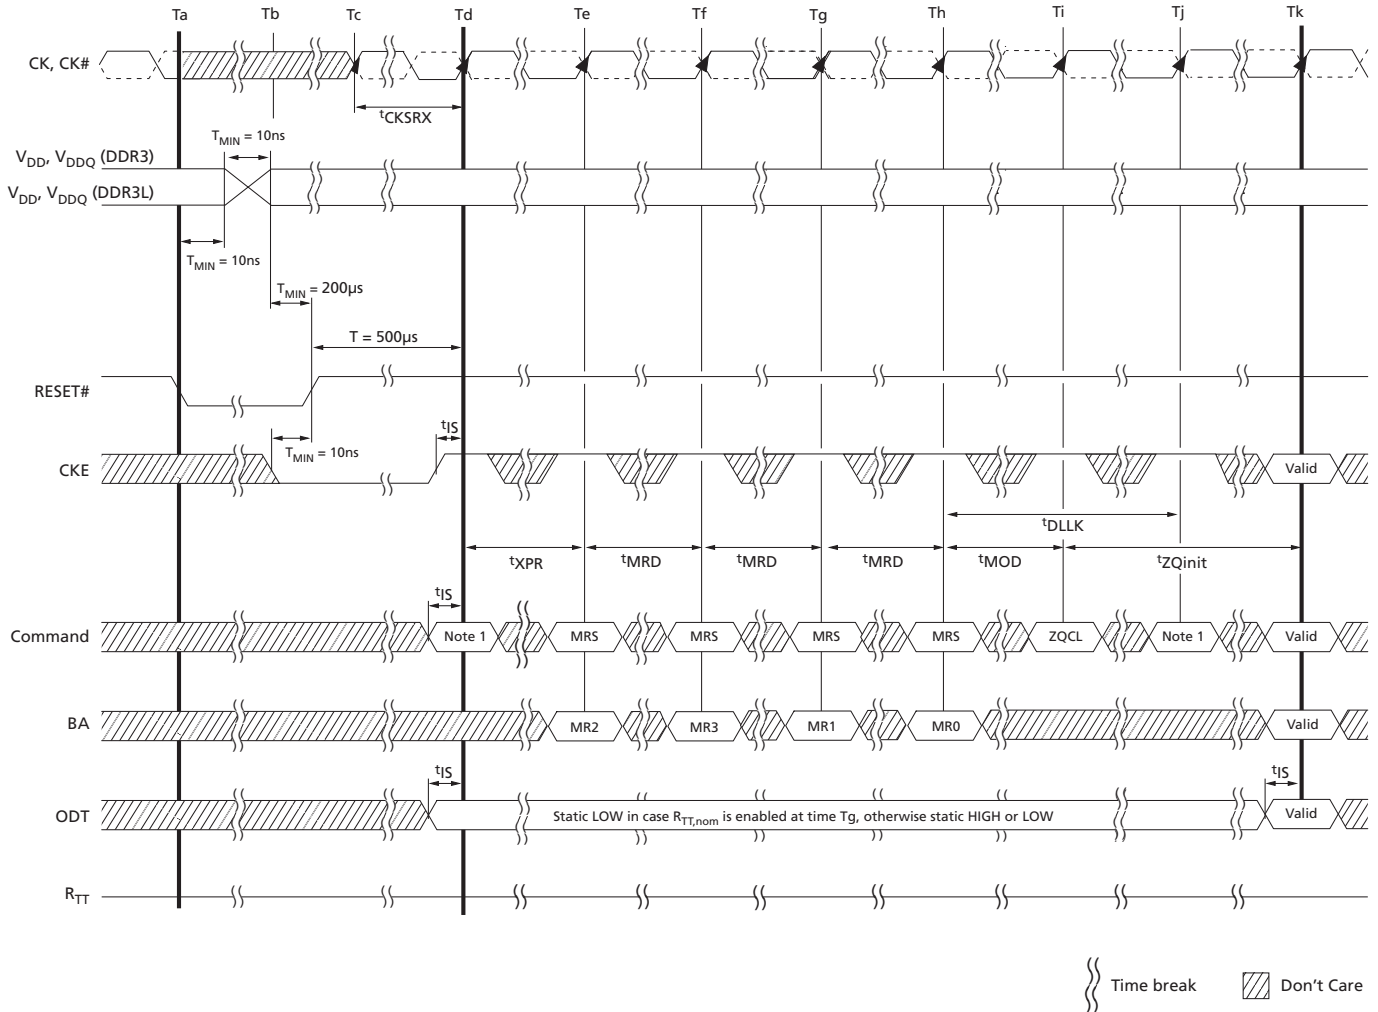 Ta Tb Tc Td Te Tf Tg Th Ti Tj Tk
CK, CK#
tCKSRX
TMIN = 10ns
VDD, VDDQ (DDR3)
VDD, VDDQ (DDR3L)
TMIN = 10ns
TMIN = 200µs
T = 500µs
RESET#
tIS
TMIN = 10ns
CKE
Valid
tDLLK
tXPR tMRD tMRD tMRD tMOD tZQinit
tIS
Command Note 1 MRS MRS MRS MRS ZQCL Note 1 Valid
BA MR2 MR3 MR1 MR0 Valid
tIS tIS
ODT Static LOW in case RTT,nom is enabled at time Tg, otherwise static HIGH or LOW Valid
RTT
Time break Don't Care